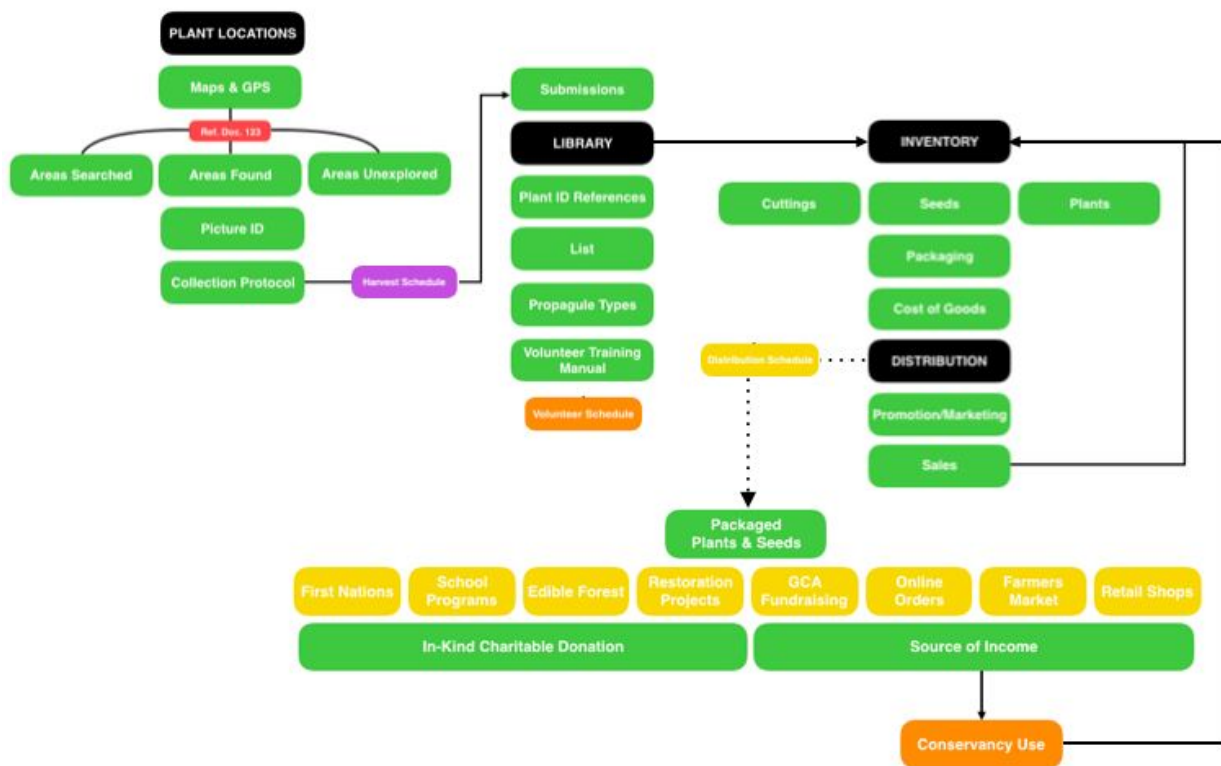 PLANT LOCATIONS
Maps & GPS
Ref. Doc. 123
Areas Searched
Areas Found
Areas Unexplored
Picture ID
Collection Protocol
Harvest Schedule
Submissions
LIBRARY
Plant ID References
List
Propagule Types
Volunteer Training
Manual
Volunteer Schedule
INVENTORY
Cuttings
Seeds
Plants
Packaging
Cost of Goods
Distribution Schedule
DISTRIBUTION
Promotion/Marketing
Sales
Packaged
Plants & Seeds
First Nations
School
Programs
Edible Forest
Restoration
Projects
GCA
Fundraising
Online
Orders
Farmers
Market
Retail Shops
In-Kind Charitable Donation
Source of Income
Conservancy Use